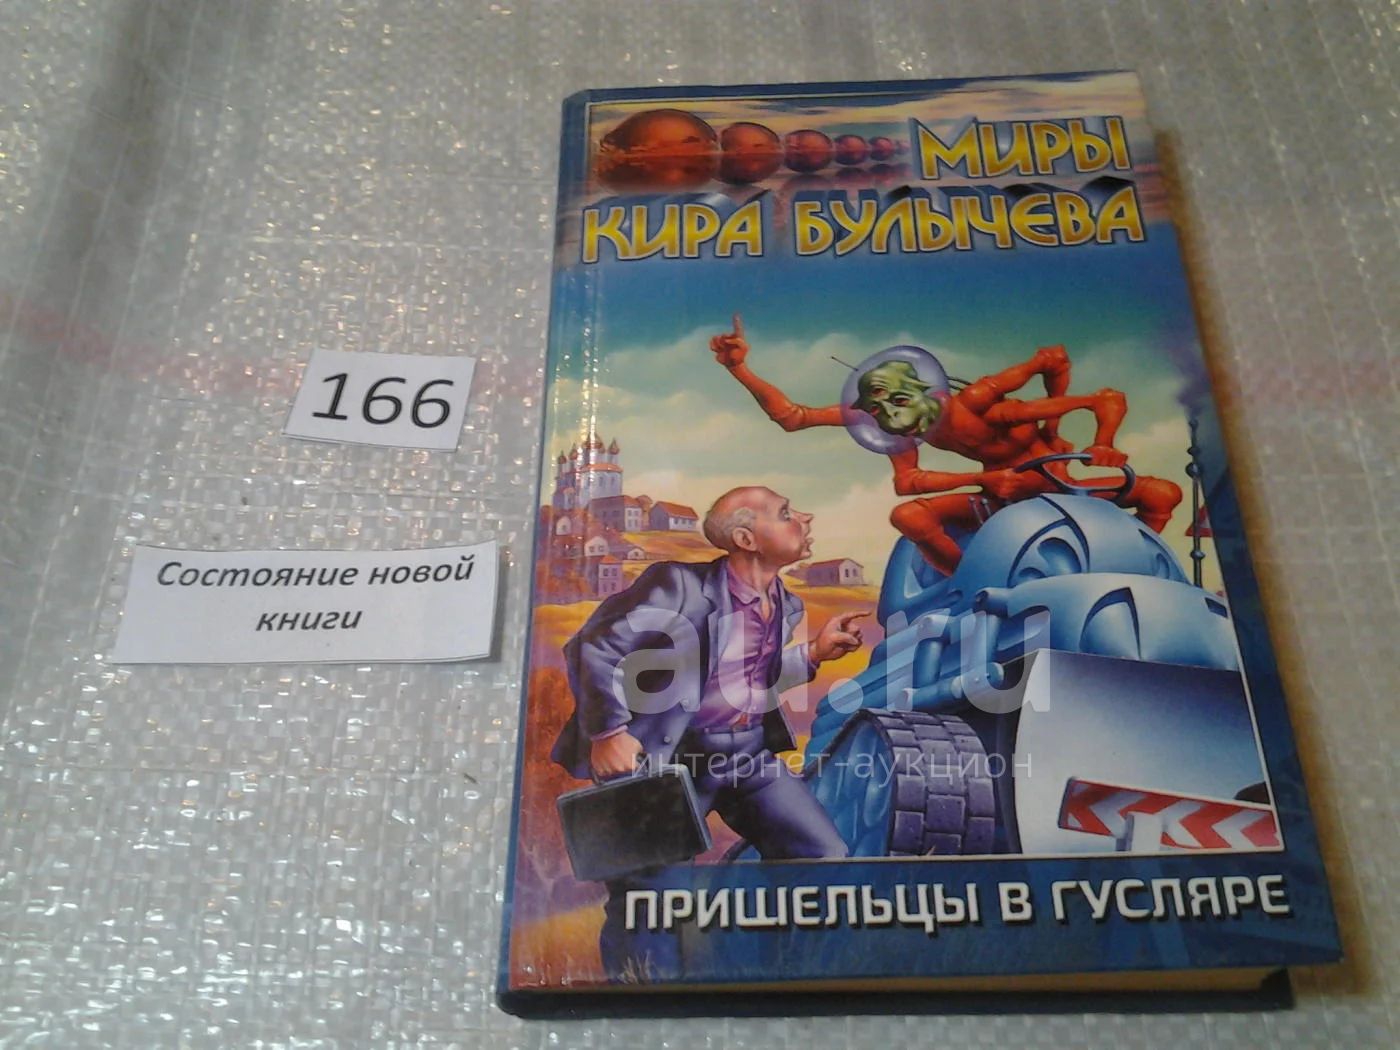 МИРЫ
КИРА БУЛЫЧЕВА
166
Состояние новой
книги
au.ru
интернет-аукцион
ПРИШЕЛЬЦЫ В ГУСЛЯРЕ